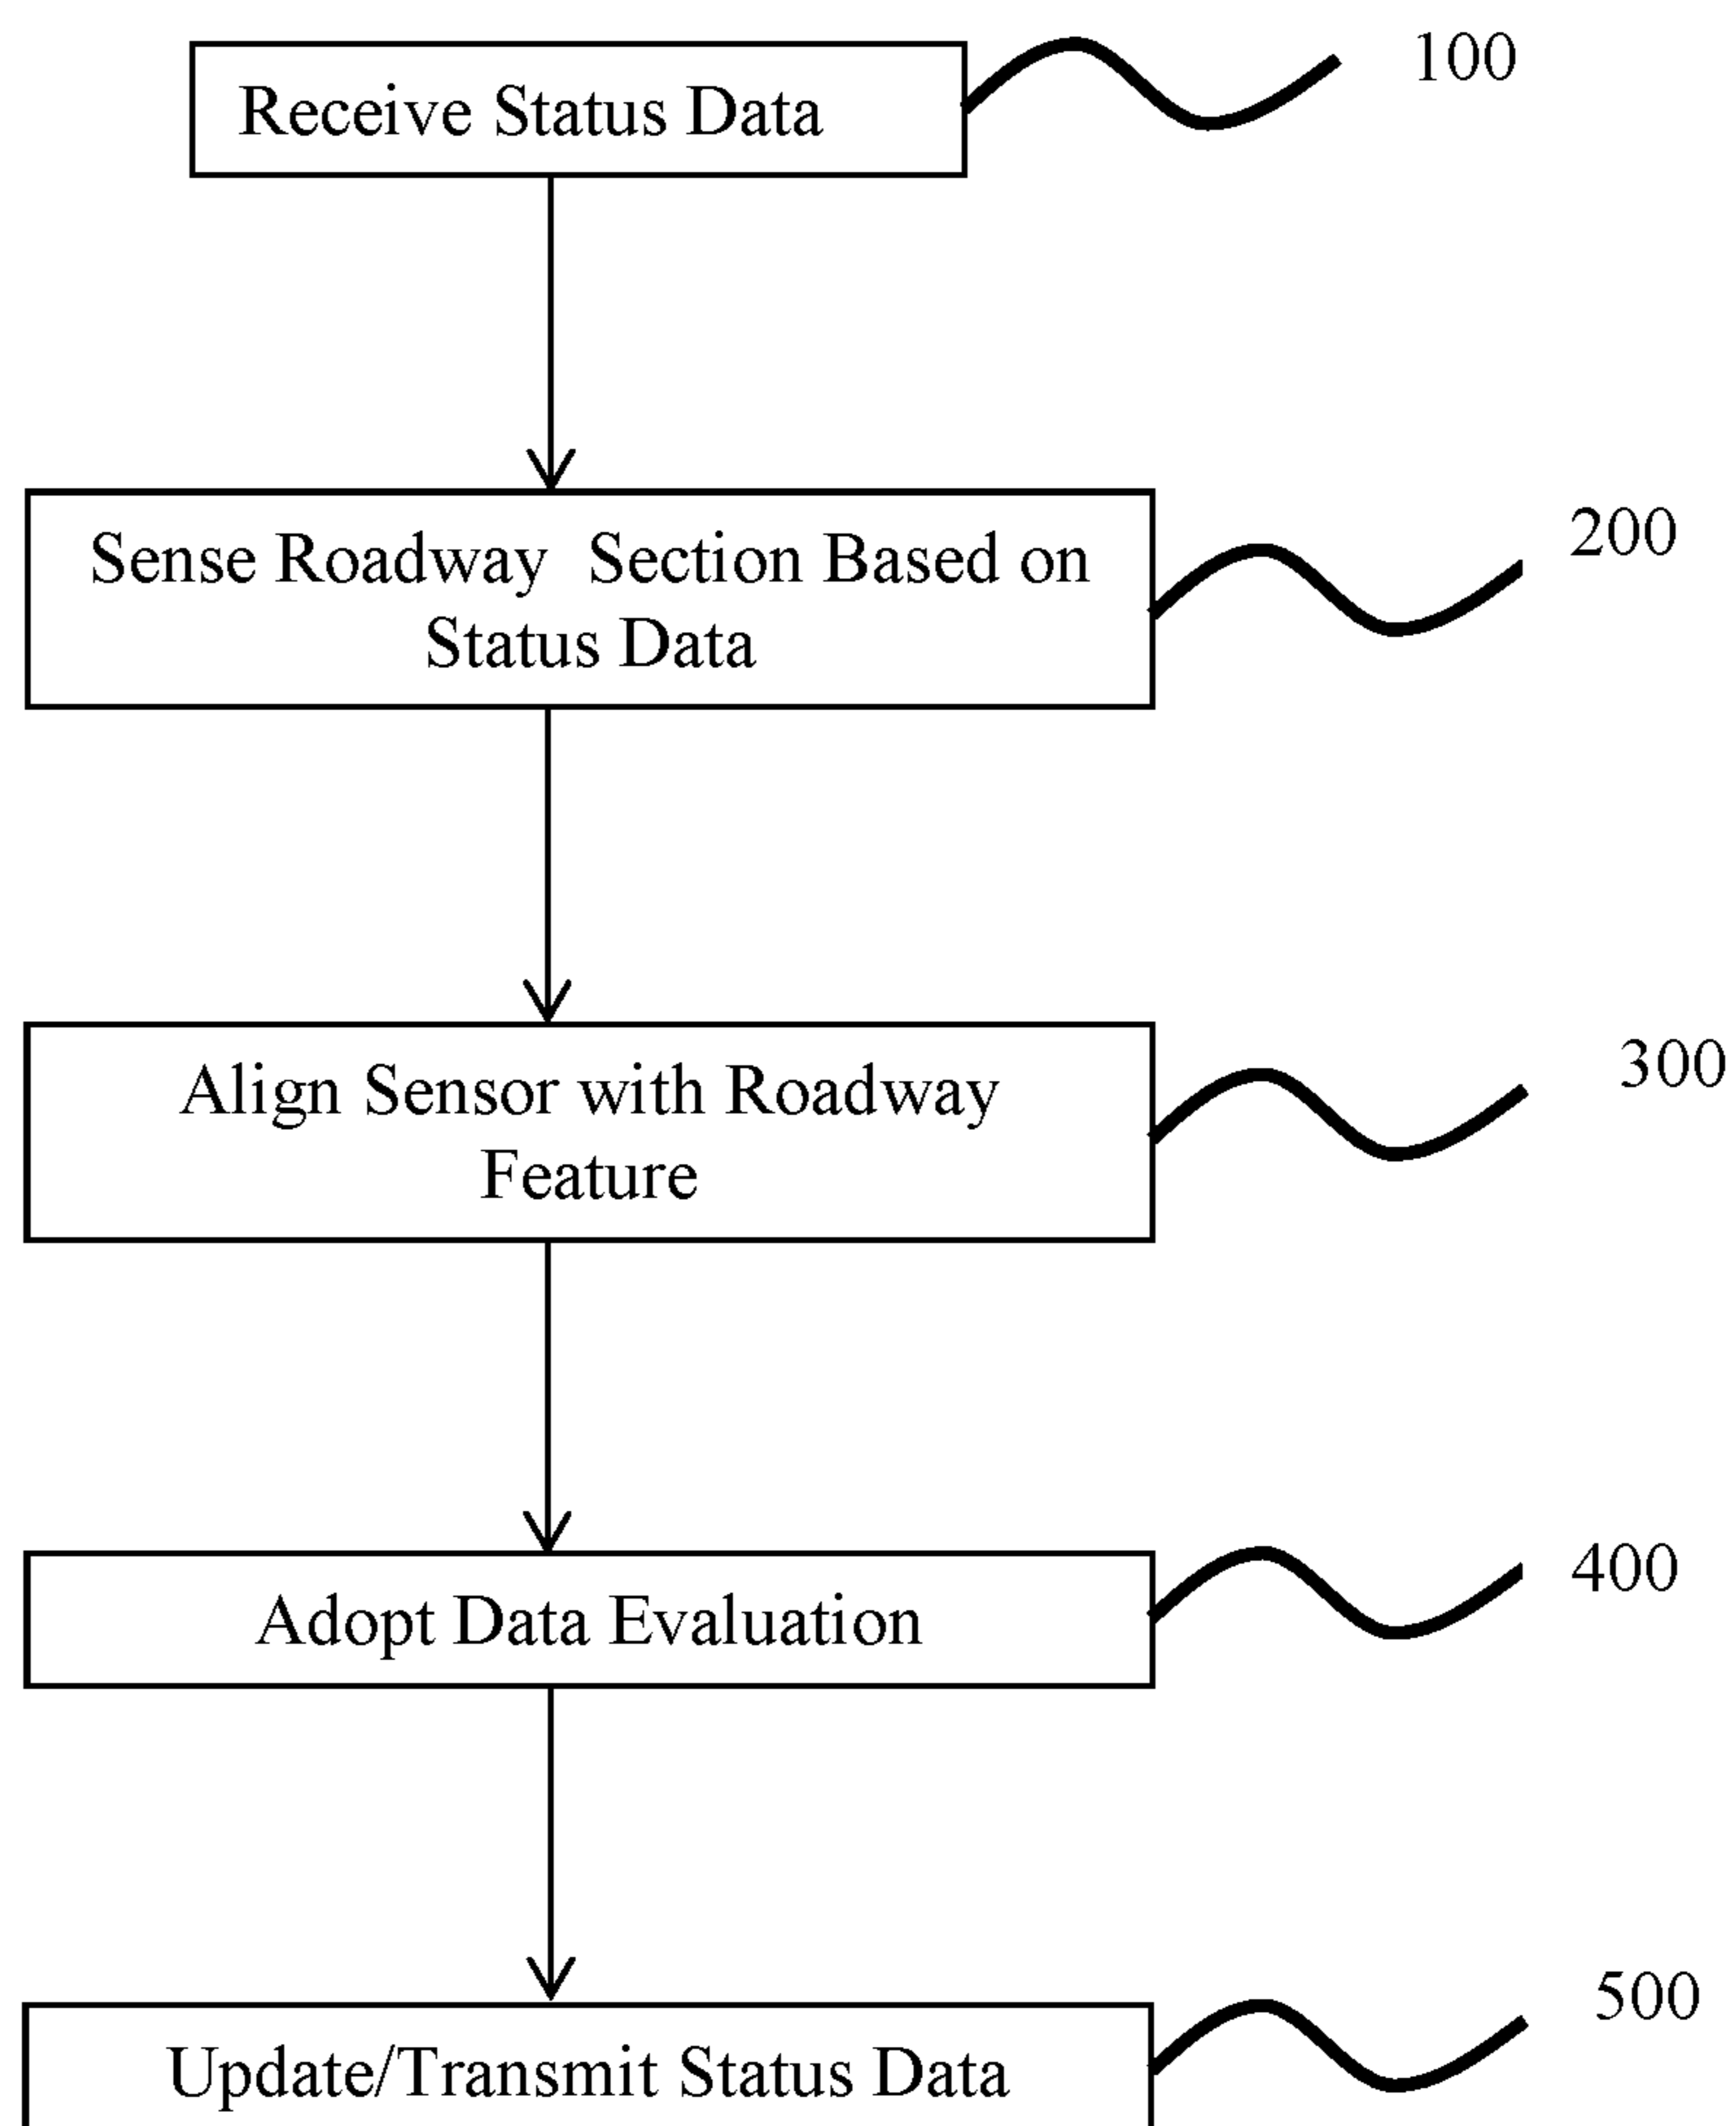 Receive Status Data
100
Sense Roadway Section Based on
Status Data
200
Align Sensor with Roadway
Feature
300
Adopt Data Evaluation
400
Update/Transmit Status Data
500